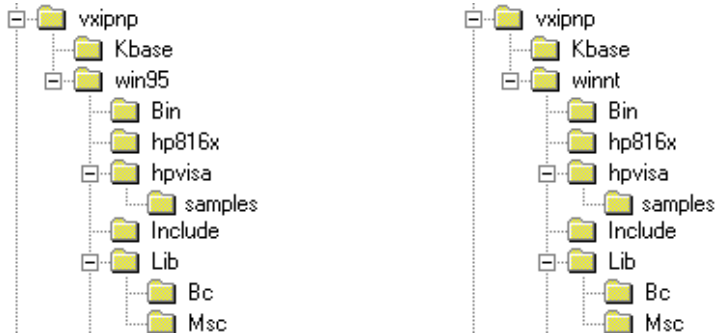 vxipnp
Kbase
win95
Bin
hp816x
hpvisa
samples
Include
Lib
Bc
Msc
vxipnp
Kbase
winnt
Bin
hp816x
hpvisa
samples
Include
Lib
Bc
Msc